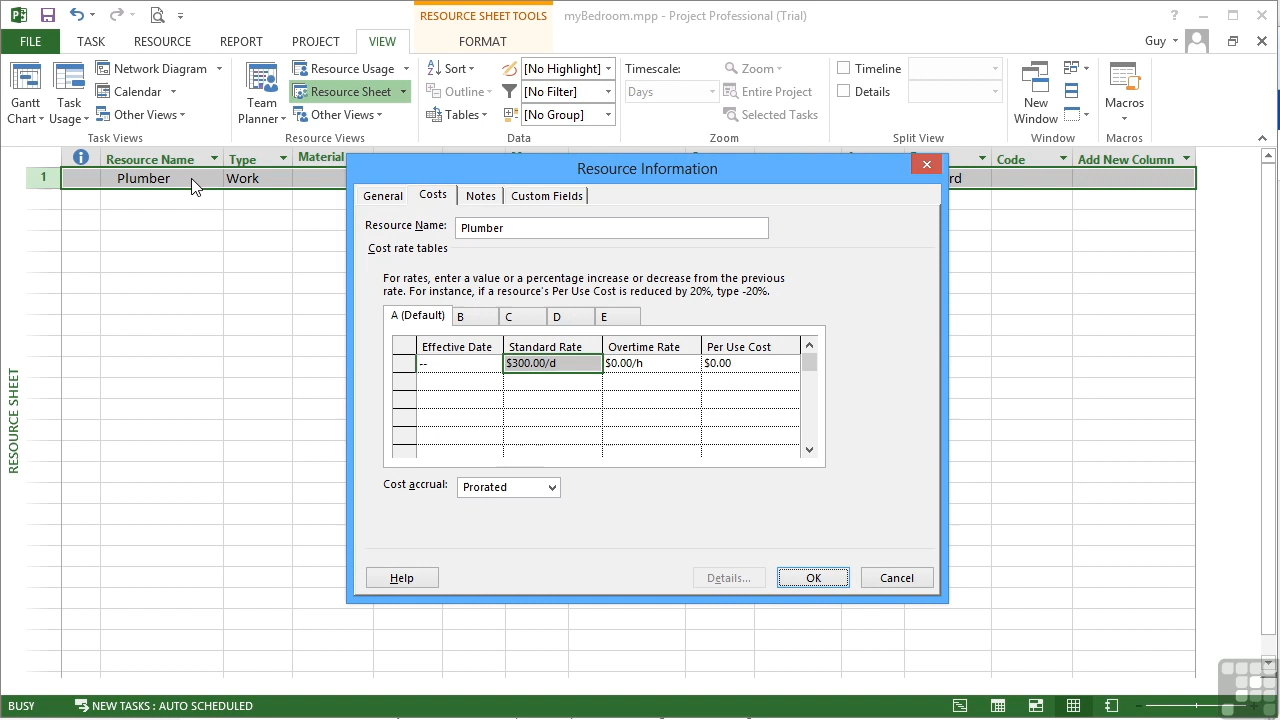 RESOURCE SHEET TOOLS
myBedroom.mpp - Project Professional (Trial)
?
FILE
TASK
RESOURCE
REPORT
PROJECT
VIEW
FORMAT
Guy
Network Diagram
Calendar
Other Views
Gantt Chart
Task Usage
Task Views
Team Planner
Resource Usage
Resource Sheet
Other Views
Resource Views
Sort
Outline
Tables
[No Highlight]
[No Filter]
[No Group]
Data
Timescale:
Days
Zoom
Entire Project
Selected Tasks
Zoom
Timeline
Details
Split View
New Window
Window
Macros
Macros
Resource Name
Type
Material
Code
Add New Column
1
Plumber
Work
rd
RESOURCE SHEET
Resource Information
General
Costs
Notes
Custom Fields
Resource Name:
Plumber
Cost rate tables
For rates, enter a value or a percentage increase or decrease from the previous
rate. For instance, if a resource's Per Use Cost is reduced by 20%, type -20%.
A (Default)
B
C
D
E
Effective Date
Standard Rate
Overtime Rate
Per Use Cost
--
$300.00/d
$0.00/h
$0.00
Cost accrual:
Prorated
Help
Details...
OK
Cancel
BUSY
NEW TASKS : AUTO SCHEDULED